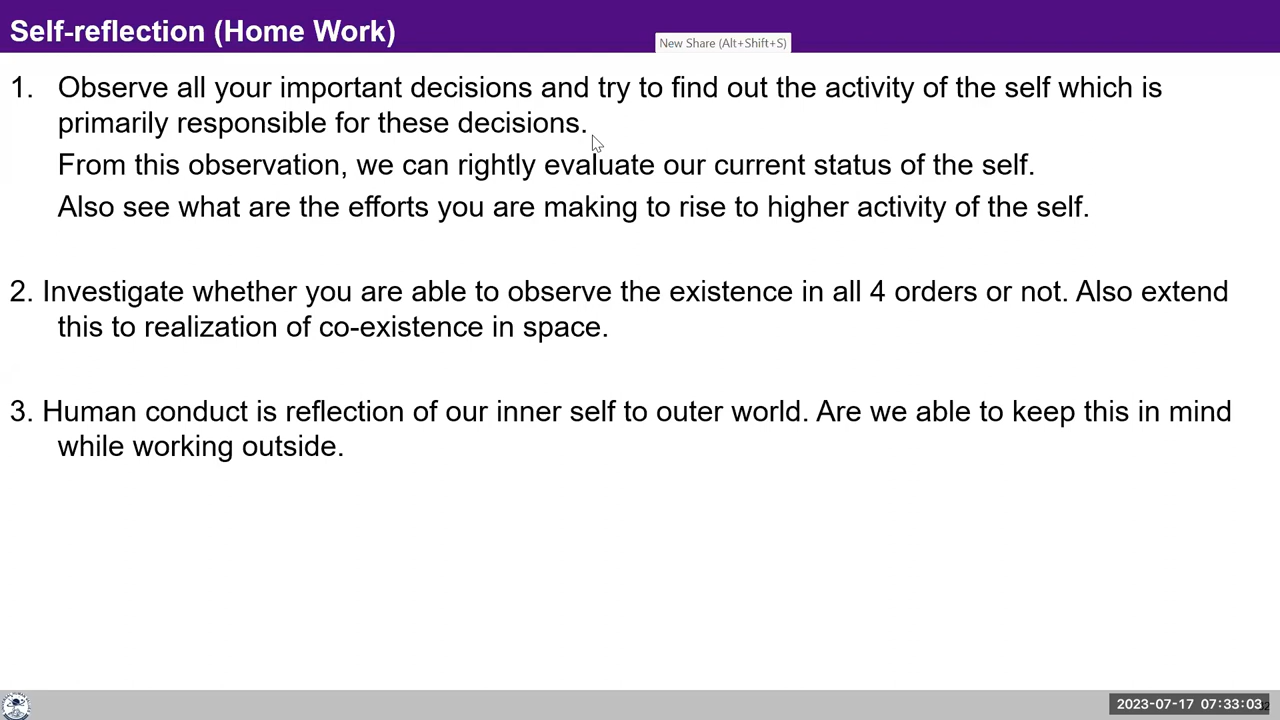 Self-reflection (Home Work)
New Share (Alt+Shift+S)
1. Observe all your important decisions and try to find out the activity of the self which is
primarily responsible for these decisions.
From this observation, we can rightly evaluate our current status of the self.
Also see what are the efforts you are making to rise to higher activity of the self.
2. Investigate whether you are able to observe the existence in all 4 orders or not. Also extend
this to realization of co-existence in space.
3. Human conduct is reflection of our inner self to outer world. Are we able to keep this in mind
while working outside.
2023-07-17 07:33:03